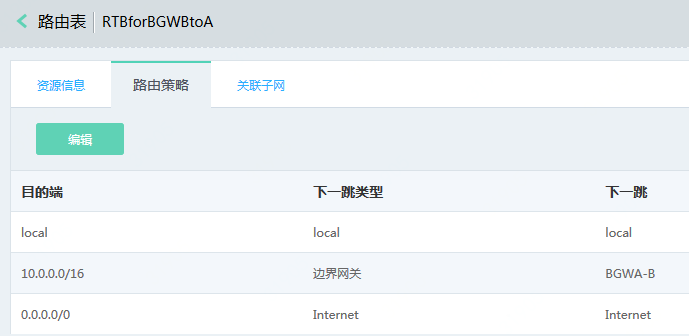 路由表 RTBforBGWBtoA
资源信息 路由策略 关联子网
编辑
目的端 下一跳类型 下一跳
local local local
10.0.0.0/16 边界网关 BGWA-B
0.0.0.0/0 Internet Internet